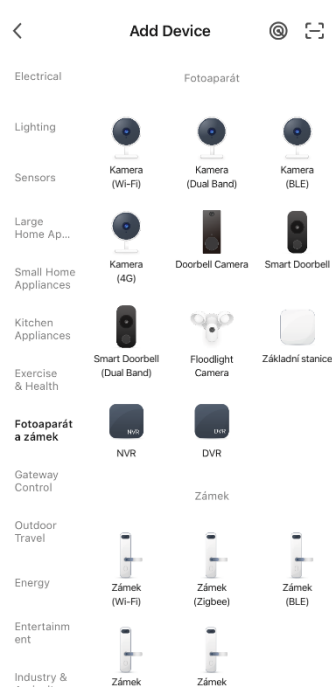 Add Device
Electrical
Lighting
Sensors
Large
Home Ap...
Small Home
Appliances
Kitchen
Appliances
Exercise
& Health
Fotoaparát
a zámek
Gateway
Control
Outdoor
Travel
Energy
Entertainm
ent
Industry &
Fotoaparát
Kamera
(Wi-Fi)
Kamera
(Dual Band)
Kamera
(BLE)
Kamera
(4G)
Doorbell Camera
Smart Doorbell
Smart Doorbell
(Dual Band)
Floodlight
Camera
Základní stanice
NVR
NVR
DVR
DVR
Zámek
Zámek
(Wi-Fi)
Zámek
(Zigbee)
Zámek
(BLE)
Zámek
Zámek